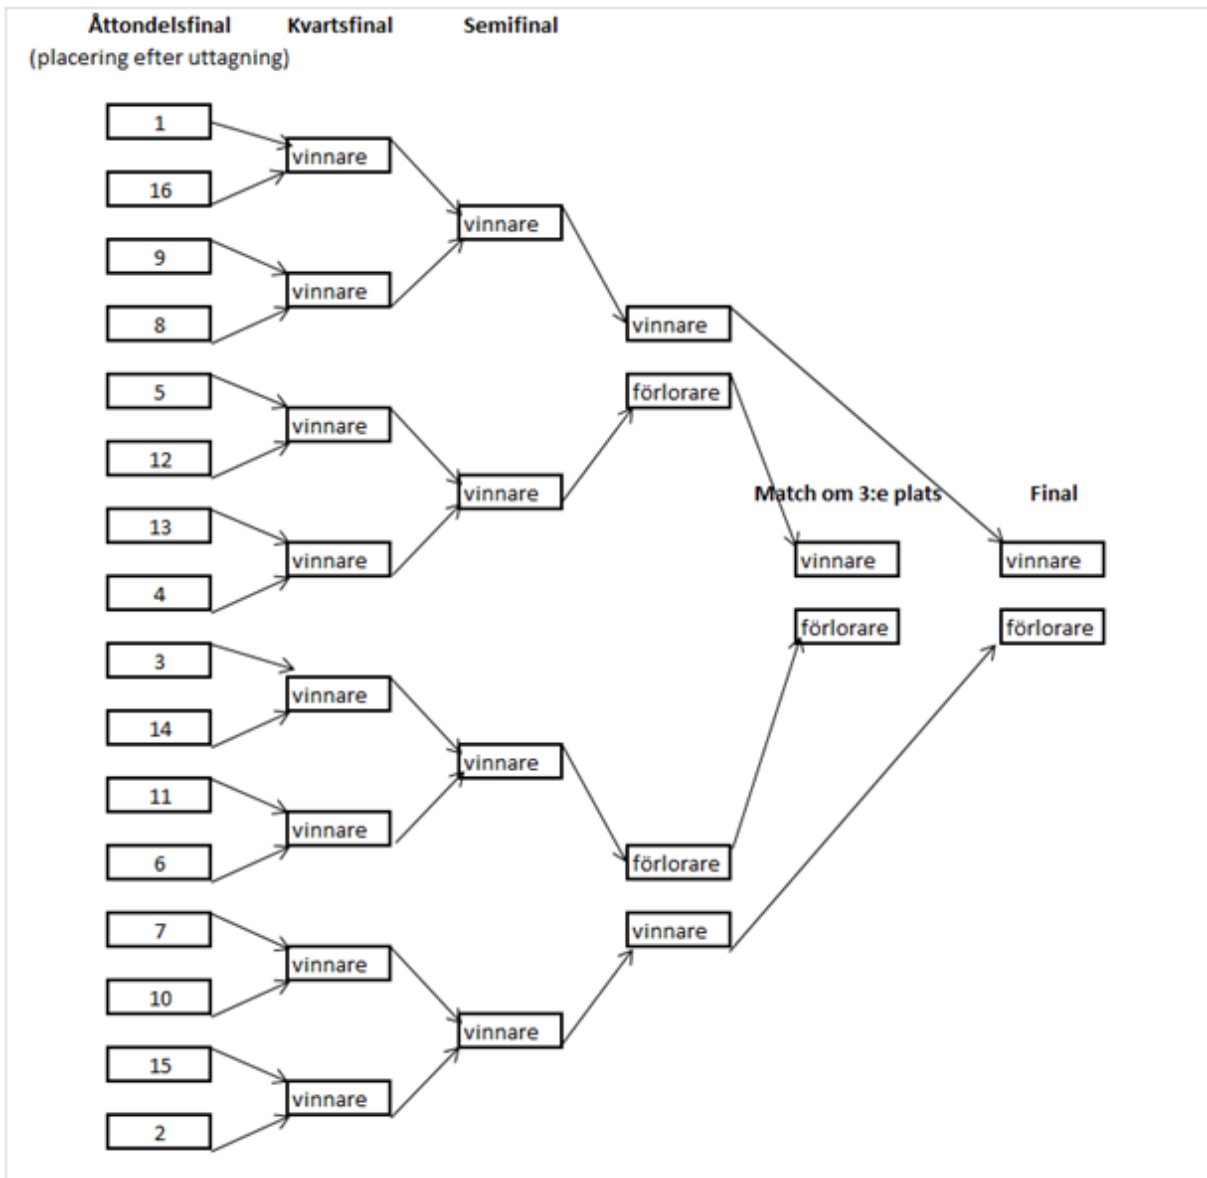 Åttondelsfinal Kvartsfinal Semifinal
(placering efter uttagning)
1
vinnare
16
vinnare
9
vinnare
8
vinnare
5
förlorare
vinnare
12
vinnare
Match om 3:e plats Final
13
vinnare vinnare vinnare
4
förlorare förlorare
3
vinnare
14
vinnare
11
vinnare
6
förlorare
7
vinnare
vinnare
10
vinnare
15
vinnare
2